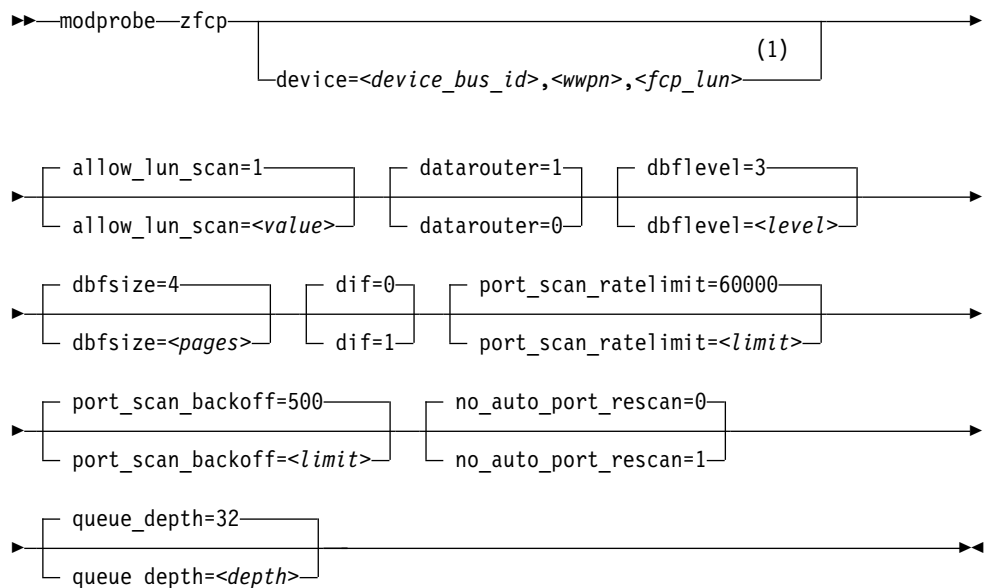 modprobe zfcp
(1)
device=<device_bus_id>,<wwpn>,<fcp_lun>
allow_lun_scan=1 datarouter=1 dbflevel=3
allow_lun_scan=<value> datarouter=0 dbflevel=<level>
dbfsize=4 dif=0 port_scan_ratelimit=60000
dbfsize=<pages> dif=1 port_scan_ratelimit=<limit>
port_scan_backoff=500 no_auto_port_rescan=0
port_scan_backoff=<limit> no_auto_port_rescan=1
queue_depth=32
queue_depth=<depth>